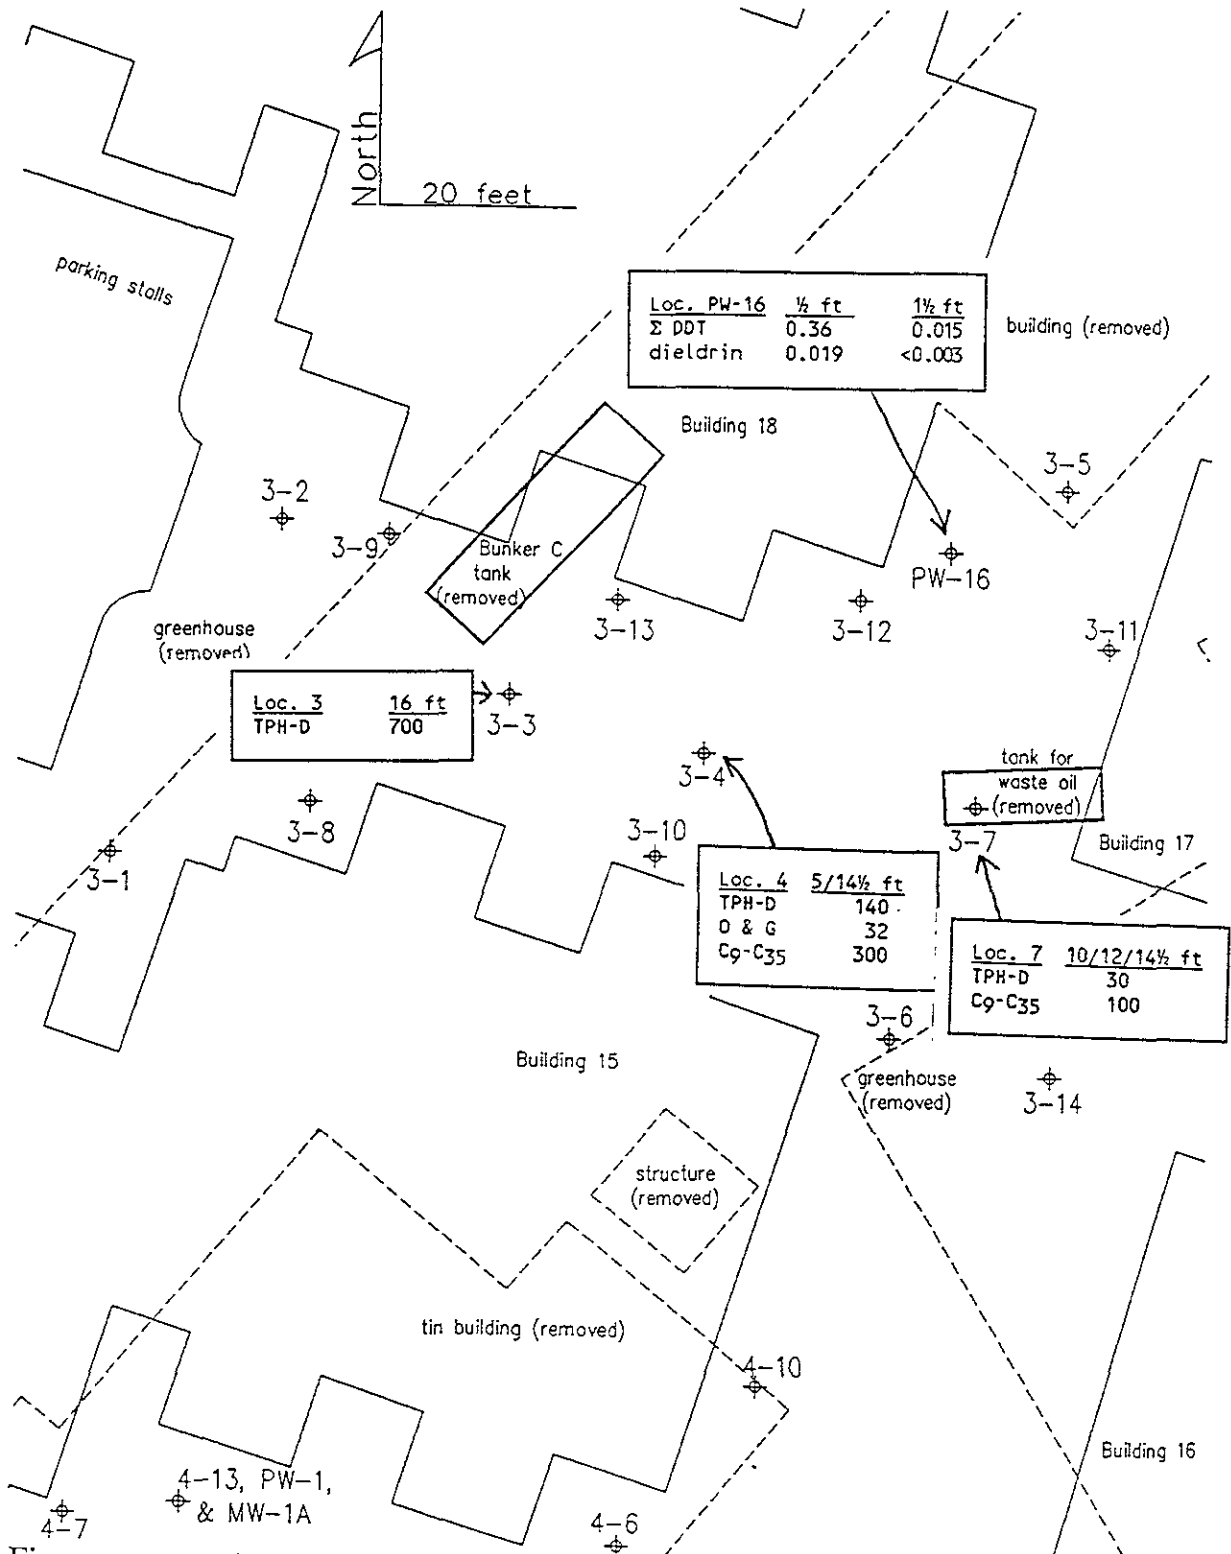 North
20 feet
parking stalls
Loc. PW-16 ½ ft 1½ ft
Σ DDT 0.36 0.015
dieldrin 0.019 <0.003
building (removed)
Building 18
3-5
3-2
3-9
Bunker C
tank
(removed)
PW-16
3-13
3-12
3-11
greenhouse
(removed)
Loc. 3 16 ft
TPH-D 700
3-3
3-4
tank for
waste oil
(removed)
3-8
3-10
3-7
Building 17
3-1
Loc. 4 5/14½ ft
TPH-D 140
O & G 32
C9-C35 300
Loc. 7 10/12/14½ ft
TPH-D 30
C9-C35 100
3-6
Building 15
greenhouse
(removed)
3-14
structure
(removed)
tin building (removed)
4-10
Building 16
4-13, PW-1,
& MW-1A
4-7
4-6